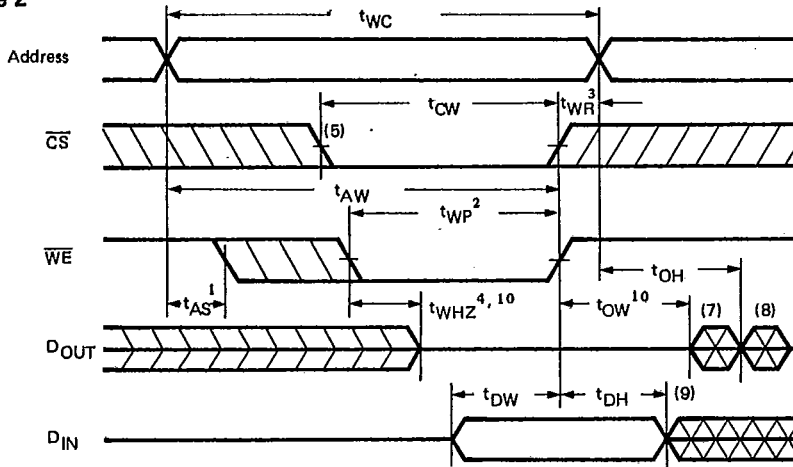 tWC
Address
tCW
tWR3
CS
(5)
tAW
tWP2
WE
tOH
tAS1
tWHZ4, 10
tOW10
(7)
(8)
DOUT
tDW
tDH
(9)
DIN